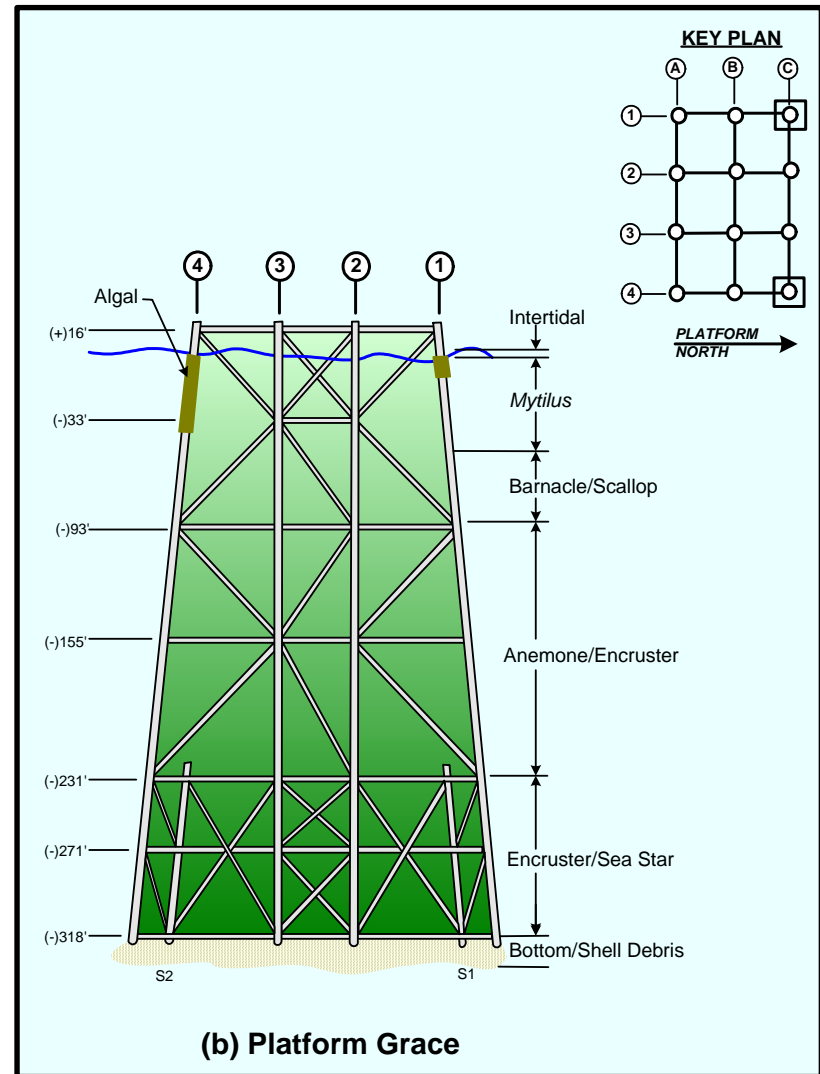 KEY PLAN
A B C
1
2
3
4
PLATFORM
NORTH
4 3 2 1
Algal
(+)16'
(-)33'
(-)93'
(-)155'
(-)231'
(-)271'
(-)318'
Intertidal
Mytilus
Barnacle/Scallop
Anemone/Encruster
Encruster/Sea Star
Bottom/Shell Debris
S2 S1
(b) Platform Grace